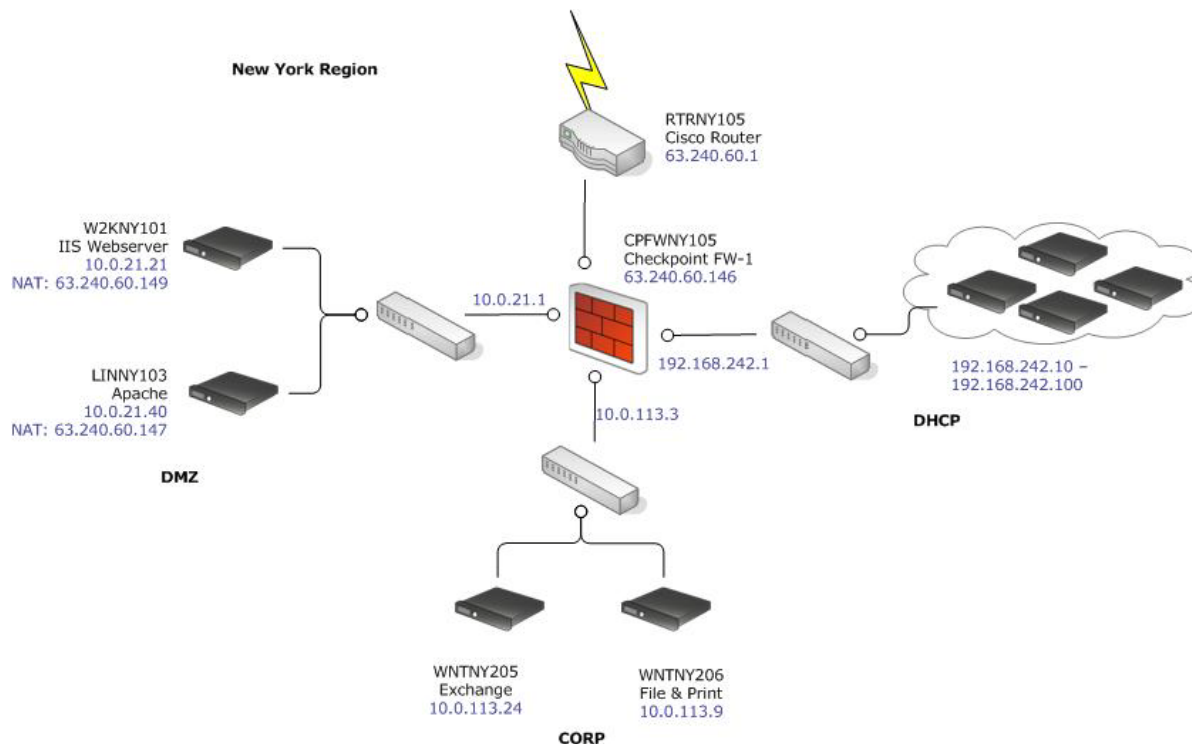 New York Region
RTRNY105
Cisco Router
63.240.60.1
W2KNY101
IIS Webserver
10.0.21.21
NAT: 63.240.60.149
CPFWNY105
Checkpoint FW-1
63.240.60.146
10.0.21.1
192.168.242.1
192.168.242.10 –
192.168.242.100
DHCP
LINNY103
Apache
10.0.21.40
NAT: 63.240.60.147
DMZ
10.0.113.3
WNTNY205
Exchange
10.0.113.24
WNTNY206
File & Print
10.0.113.9
CORP